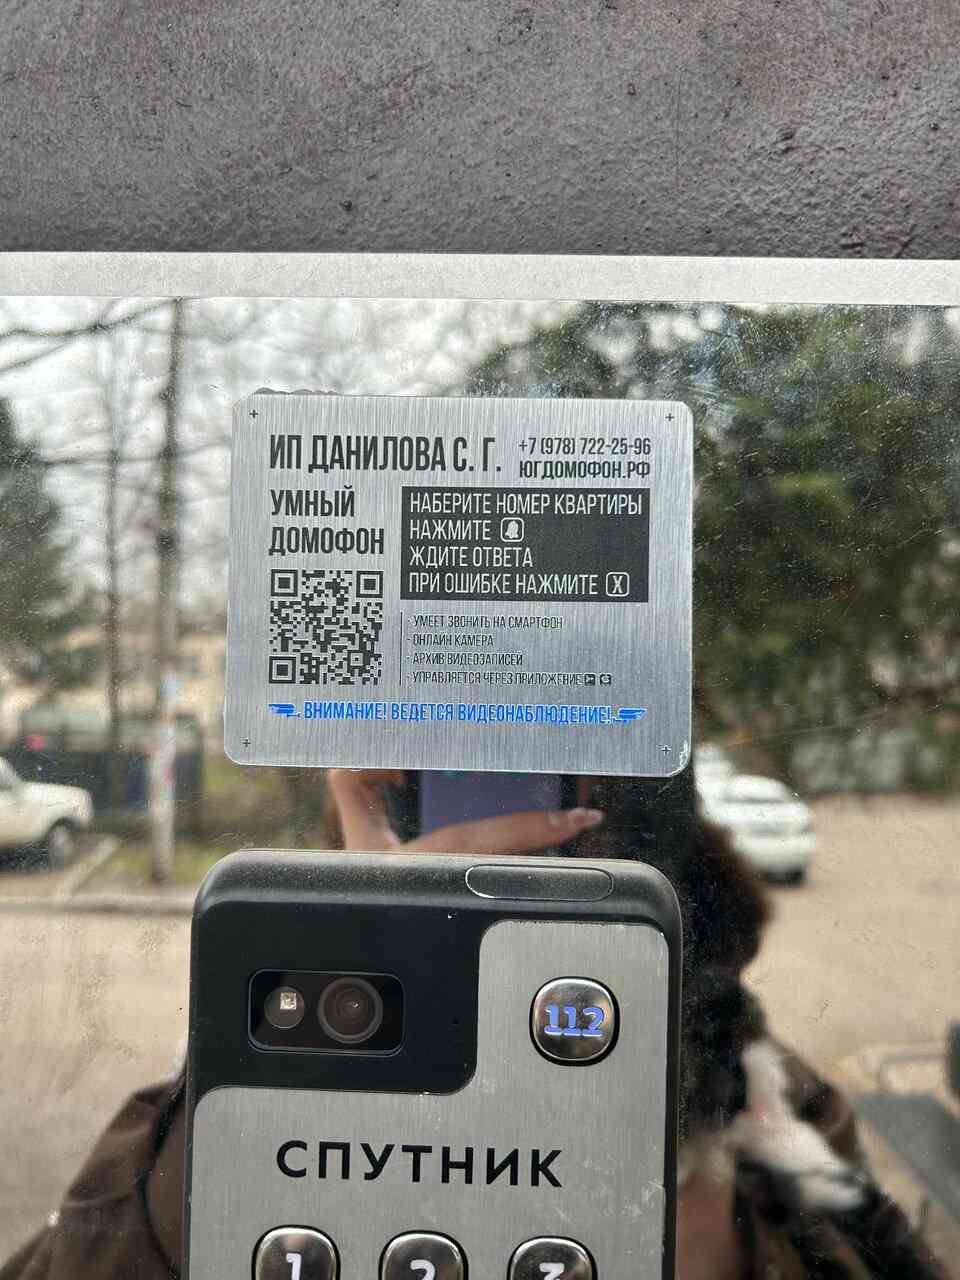 ИП ДАНИЛОВА С. Г.
+7 (978) 722-25-96
ЮГДОМОФОН.РФ
УМНЫЙ
ДОМОФОН
НАБЕРИТЕ НОМЕР КВАРТИРЫ
НАЖМИТЕ
ЖДИТЕ ОТВЕТА
ПРИ ОШИБКЕ НАЖМИТЕ X
- УМЕЕТ ЗВОНИТЬ НА СМАРТФОН
- ОНЛАЙН КАМЕРА
- АРХИВ ВИДЕОЗАПИСЕЙ
- УПРАВЛЯЕТСЯ ЧЕРЕЗ ПРИЛОЖЕНИЕ
ВНИМАНИЕ! ВЕДЕТСЯ ВИДЕОНАБЛЮДЕНИЕ!
112
СПУТНИК
1 2 3